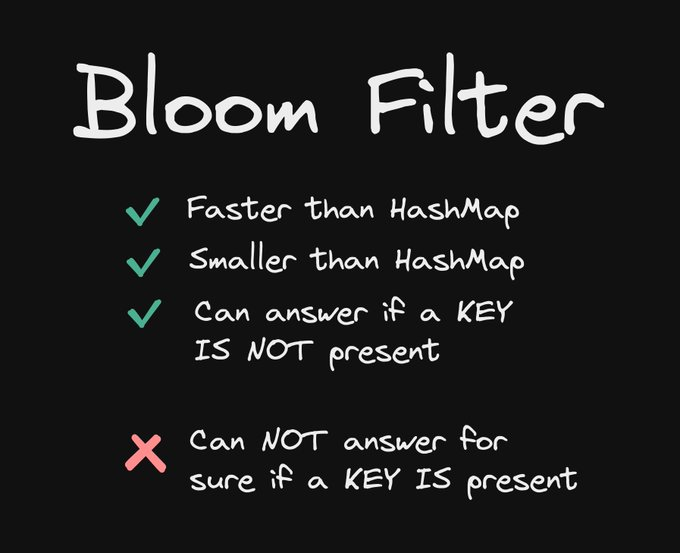 Bloom Filter
Faster than HashMap
Smaller than HashMap
Can answer if a KEY
IS NOT present
Can NOT answer for
sure if a KEY IS present